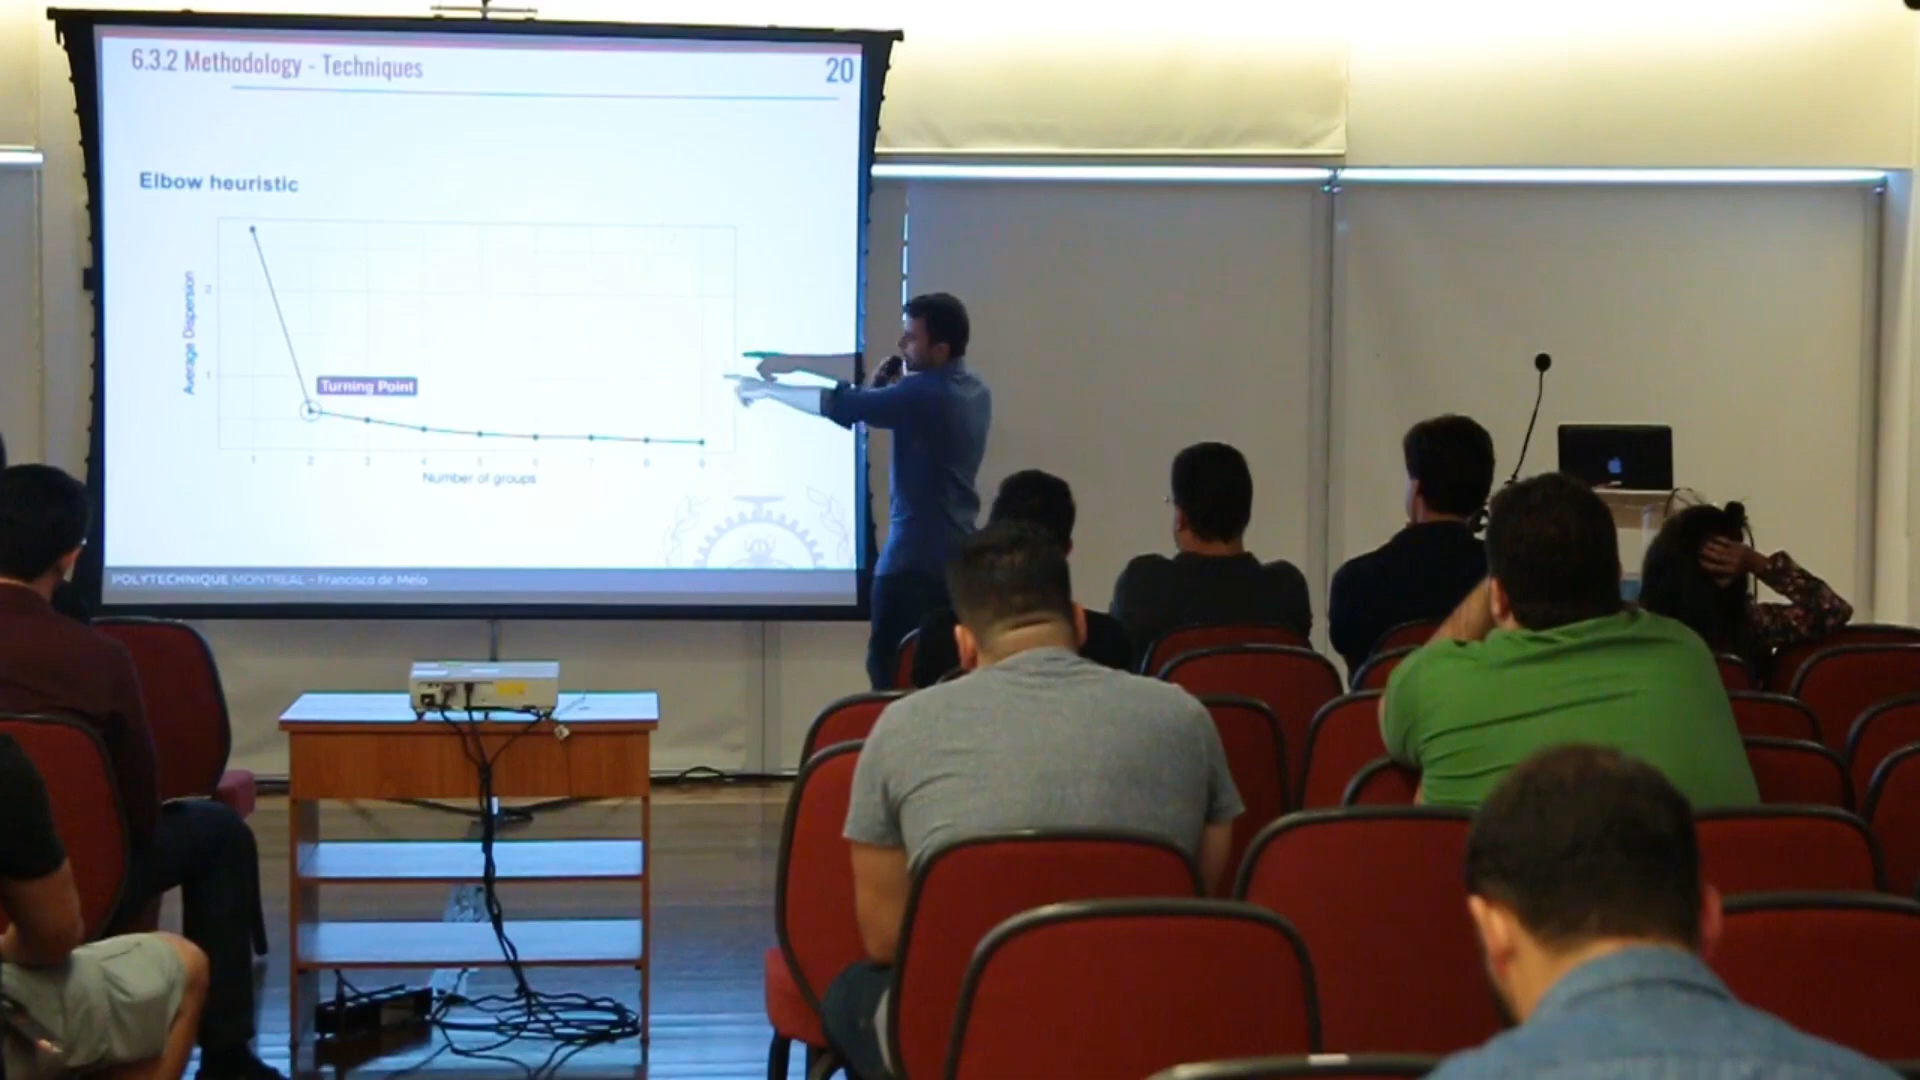 6.3.2 Methodology - Techniques
20
Elbow heuristic
Average Dispersion
2
1
Turning Point
1 2 3 4 5 6 7 8 9
Number of groups
POLYTECHNIQUE MONTREAL – Francisco de Melo